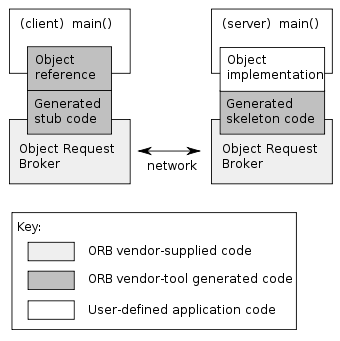 (client) main()
Object
reference
Generated
stub code
Object Request
Broker
network
(server) main()
Object
implementation
Generated
skeleton code
Object Request
Broker
Key:
ORB vendor-supplied code
ORB vendor-tool generated code
User-defined application code